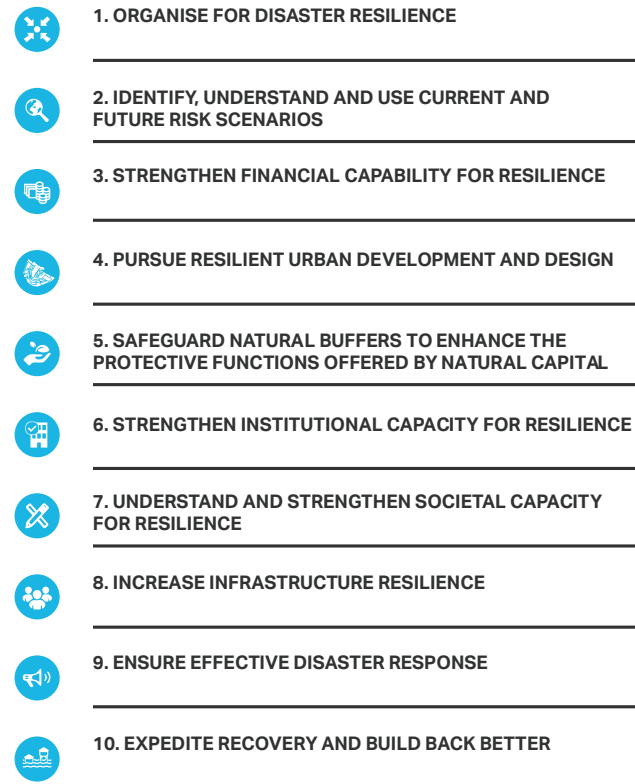 1. ORGANISE FOR DISASTER RESILIENCE
2. IDENTIFY, UNDERSTAND AND USE CURRENT AND
FUTURE RISK SCENARIOS
3. STRENGTHEN FINANCIAL CAPABILITY FOR RESILIENCE
4. PURSUE RESILIENT URBAN DEVELOPMENT AND DESIGN
5. SAFEGUARD NATURAL BUFFERS TO ENHANCE THE
PROTECTIVE FUNCTIONS OFFERED BY NATURAL CAPITAL
6. STRENGTHEN INSTITUTIONAL CAPACITY FOR RESILIENCE
7. UNDERSTAND AND STRENGTHEN SOCIETAL CAPACITY
FOR RESILIENCE
8. INCREASE INFRASTRUCTURE RESILIENCE
9. ENSURE EFFECTIVE DISASTER RESPONSE
10. EXPEDITE RECOVERY AND BUILD BACK BETTER